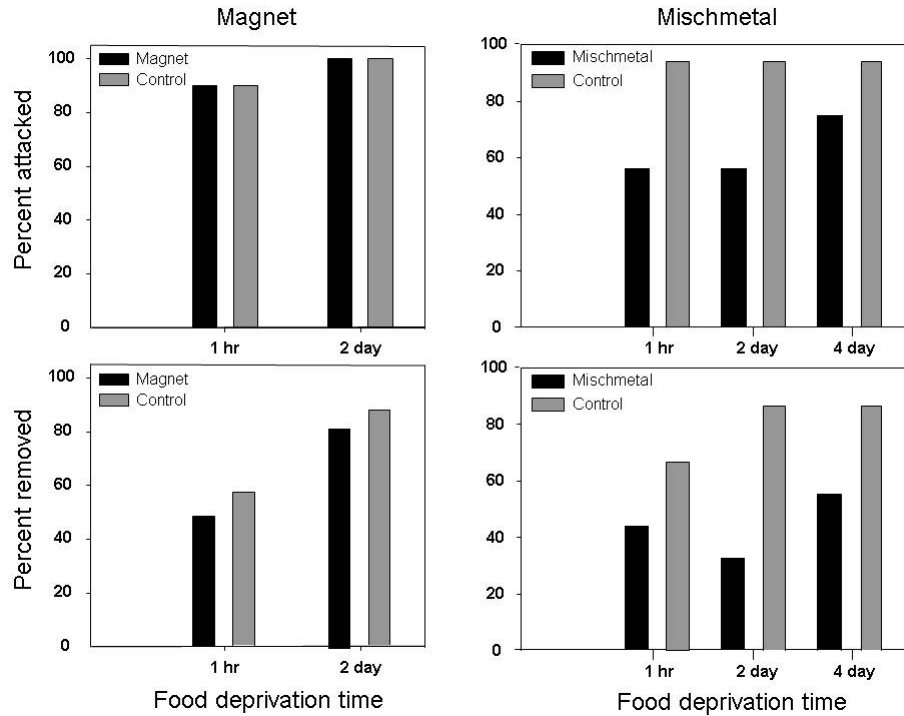 Magnet
Mischmetal
Percent attacked
100
80
60
40
20
0
Magnet
Control
1 hr
2 day
100
80
60
40
20
0
Mischmetal
Control
1 hr
2 day
4 day
Percent removed
100
80
60
40
20
0
Magnet
Control
1 hr
2 day
Food deprivation time
100
80
60
40
20
0
Mischmetal
Control
1 hr
2 day
4 day
Food deprivation time